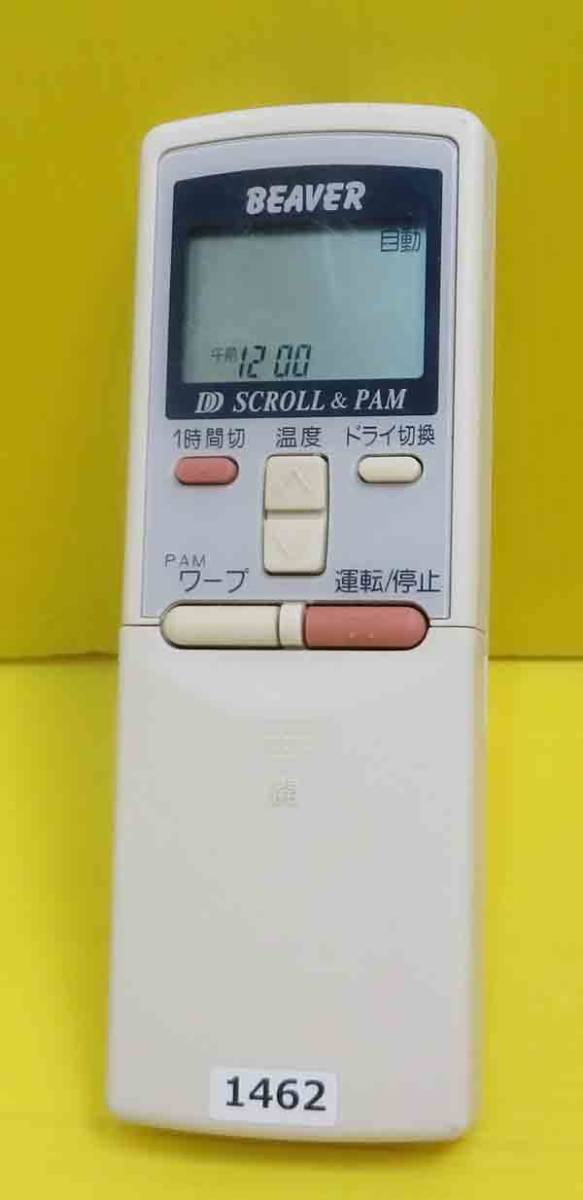 BEAVER
自動
午前12 00
DD SCROLL & PAM
1時間切 温度 ドライ切換
PAM
ワープ 運転/停止
1462